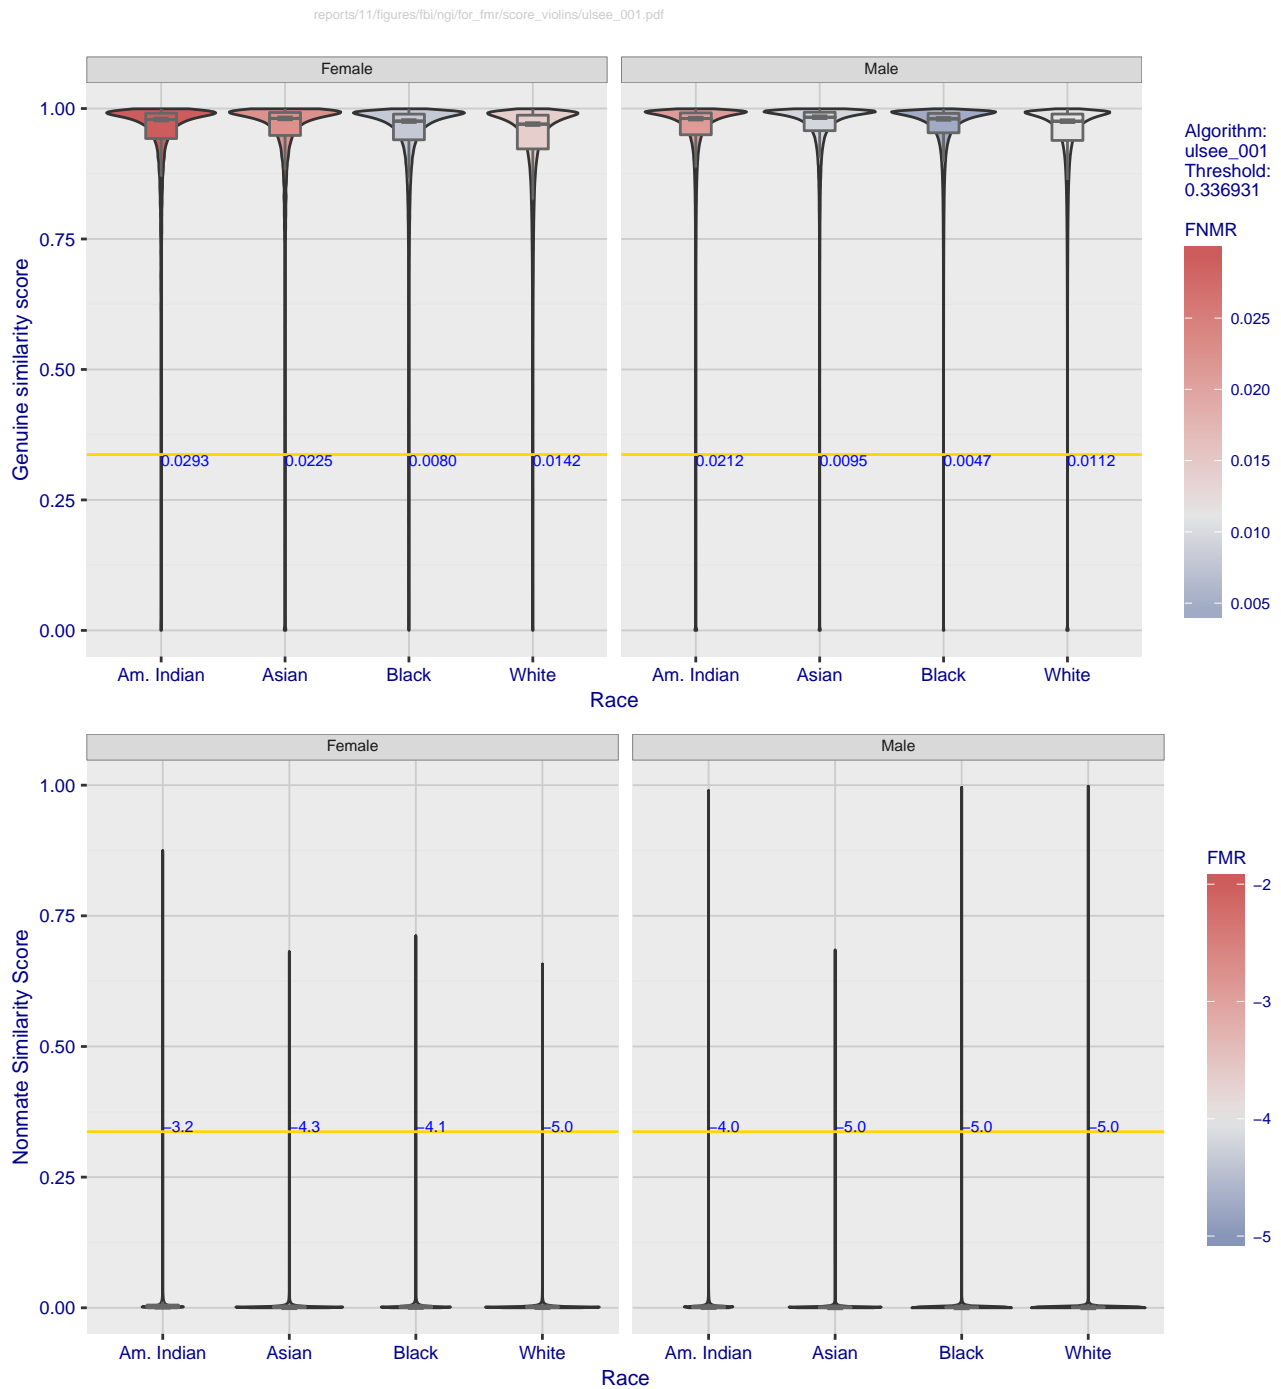 reports/11/figures/fbi/ngi/for_fmr/score_violins/ulsee_001.pdf
Female
Male
1.00
0.75
0.50
0.25
0.00
Genuine similarity score
0.0293
0.0225
0.0080
0.0142
0.0212
0.0095
0.0047
0.0112
Am. Indian
Asian
Black
White
Am. Indian
Asian
Black
White
Race
Algorithm:
ulsee_001
Threshold:
0.336931
FNMR
0.025
0.020
0.015
0.010
0.005
Female
Male
1.00
0.75
0.50
0.25
0.00
Nonmate Similarity Score
−3.2
−4.3
−4.1
−5.0
−4.0
−5.0
−5.0
−5.0
Am. Indian
Asian
Black
White
Am. Indian
Asian
Black
White
Race
FMR
−2
−3
−4
−5